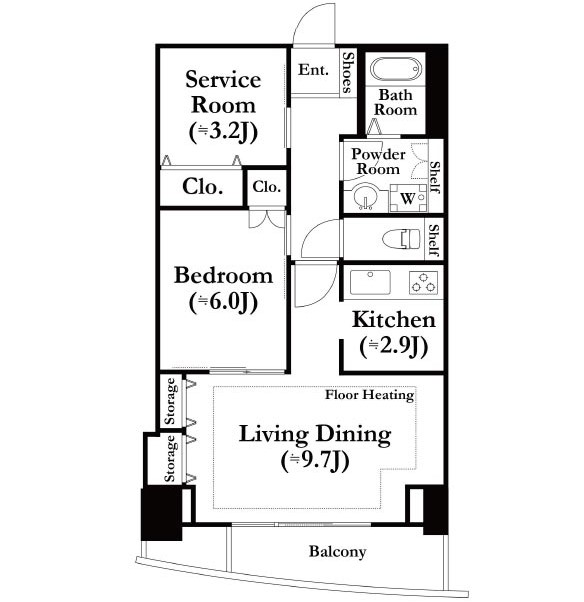 Ent.
Shoes
Service
Room
(≒3.2J)
Bath
Room
Powder
Room
Shelf
W
Clo.
Clo.
Shelf
Bedroom
(≒6.0J)
Kitchen
(≒2.9J)
Storage
Floor Heating
Living Dining
(≒9.7J)
Storage
Balcony